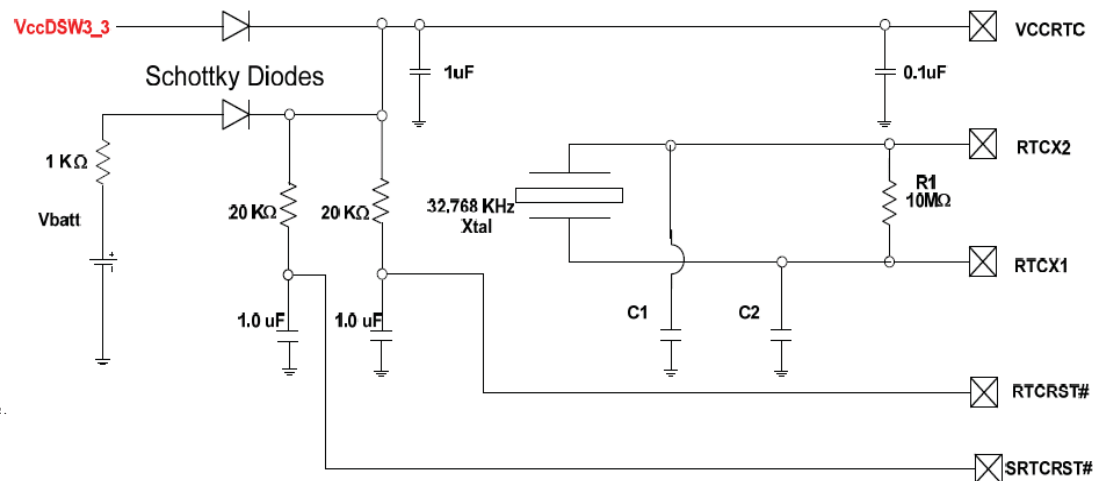 VccDSW3_3
VCCRTC
Schottky Diodes
1uF
0.1uF
1 KΩ
RTCX2
R1
10MΩ
20 KΩ
20 KΩ
32.768 KHz
Xtal
Vbatt
+
RTCX1
1.0 uF
1.0 uF
C1
C2
RTCRST#
SRTCRST#